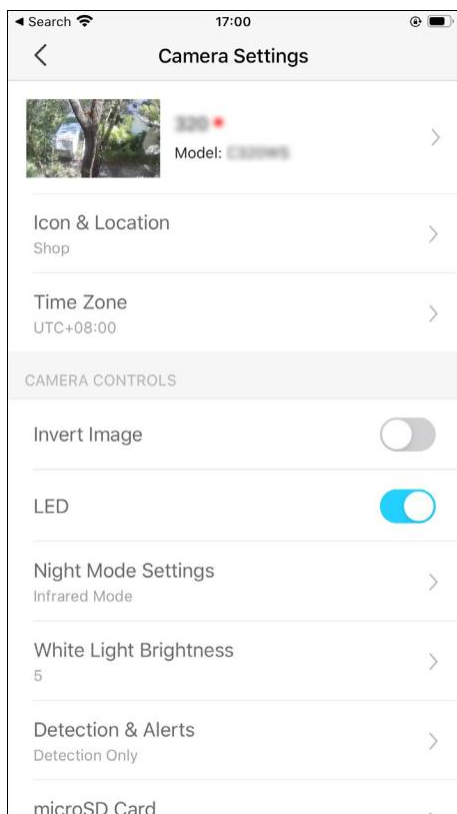 Search
17:00
Camera Settings
Model:
Icon & Location
Shop
Time Zone
UTC+08:00
CAMERA CONTROLS
Invert Image
LED
Night Mode Settings
Infrared Mode
White Light Brightness
5
Detection & Alerts
Detection Only
microSD Card